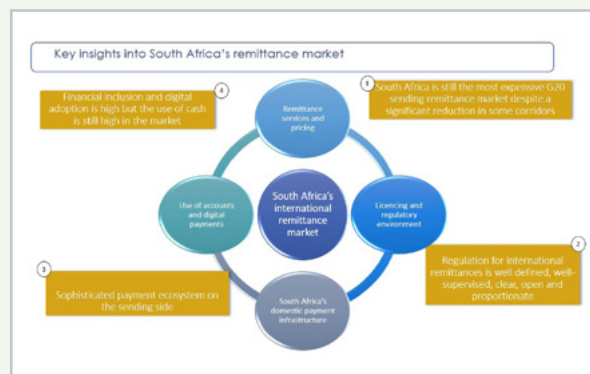 Key insights into South Africa's remittance market
4
Financial inclusion and digital
adoption is high but the use of cash
is still high in the market
Remittance
services and
pricing
South Africa is still the most expensive G20
sending remittance market despite a
significant reduction in some corridors
Use of accounts
and digital
payments
South Africa's
international
remittance
market
Licencing and
regulatory
environment
2
Regulation for international
remittances is well defined, well-
supervised, clear, open and
proportionate
3
Sophisticated payment ecosystem on
the sending side
South Africa's
domestic payment
infrastructure